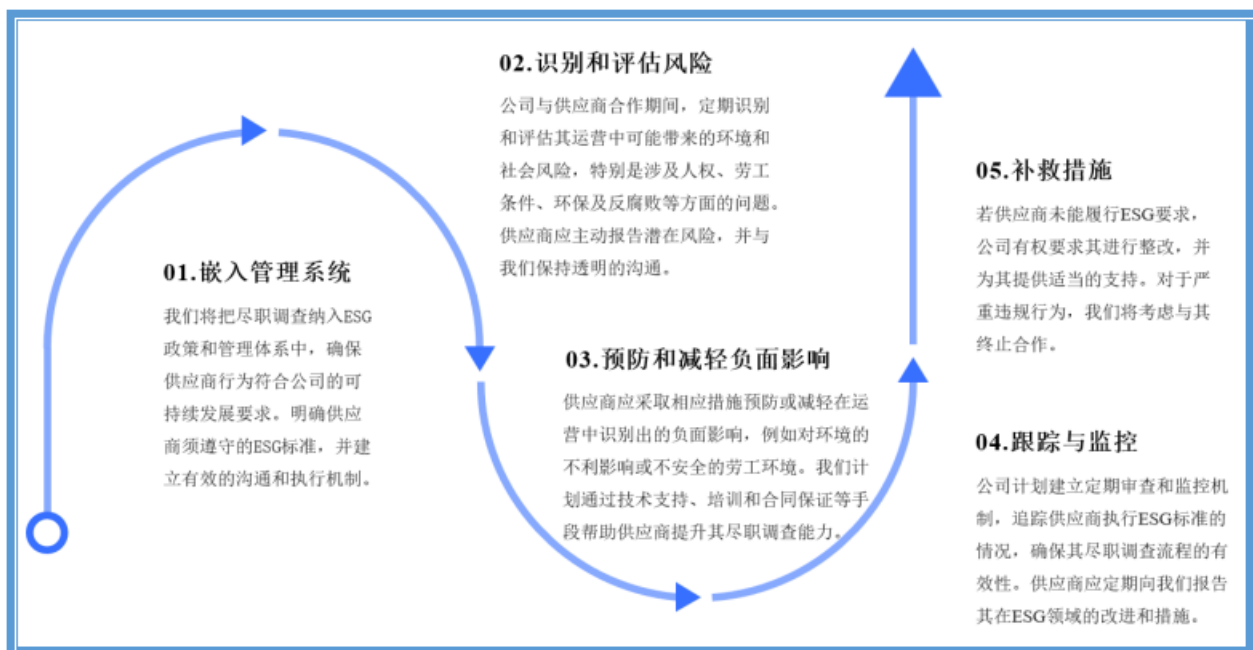 01.嵌入管理系统
我们将把尽职调查纳入ESG
政策和管理体系中，确保
供应商行为符合公司的可
持续发展要求。明确供应
商须遵守的ESG标准，并建
立有效的沟通和执行机制。
02.识别和评估风险
公司与供应商合作期间，定期识别
和评估其运营中可能带来的环境和
社会风险，特别是涉及人权、劳工
条件、环保及反腐败等方面的问题。
供应商应主动报告潜在风险，并与
我们保持透明的沟通。
03.预防和减轻负面影响
供应商应采取相应措施预防或减轻在运
营中识别出的负面影响，例如对环境的
不利影响或不安全的劳工环境。我们计
划通过技术支持、培训和合同保证等手
段帮助供应商提升其尽职调查能力。
04.跟踪与监控
公司计划建立定期审查和监控机
制，追踪供应商执行ESG标准的
情况，确保其尽职调查流程的有
效性。供应商应定期向我们报告
其在ESG领域的改进和措施。
05.补救措施
若供应商未能履行ESG要求，
公司有权要求其进行整改，并
为其提供适当的支持。对于严
重违规行为，我们将考虑与其
终止合作。